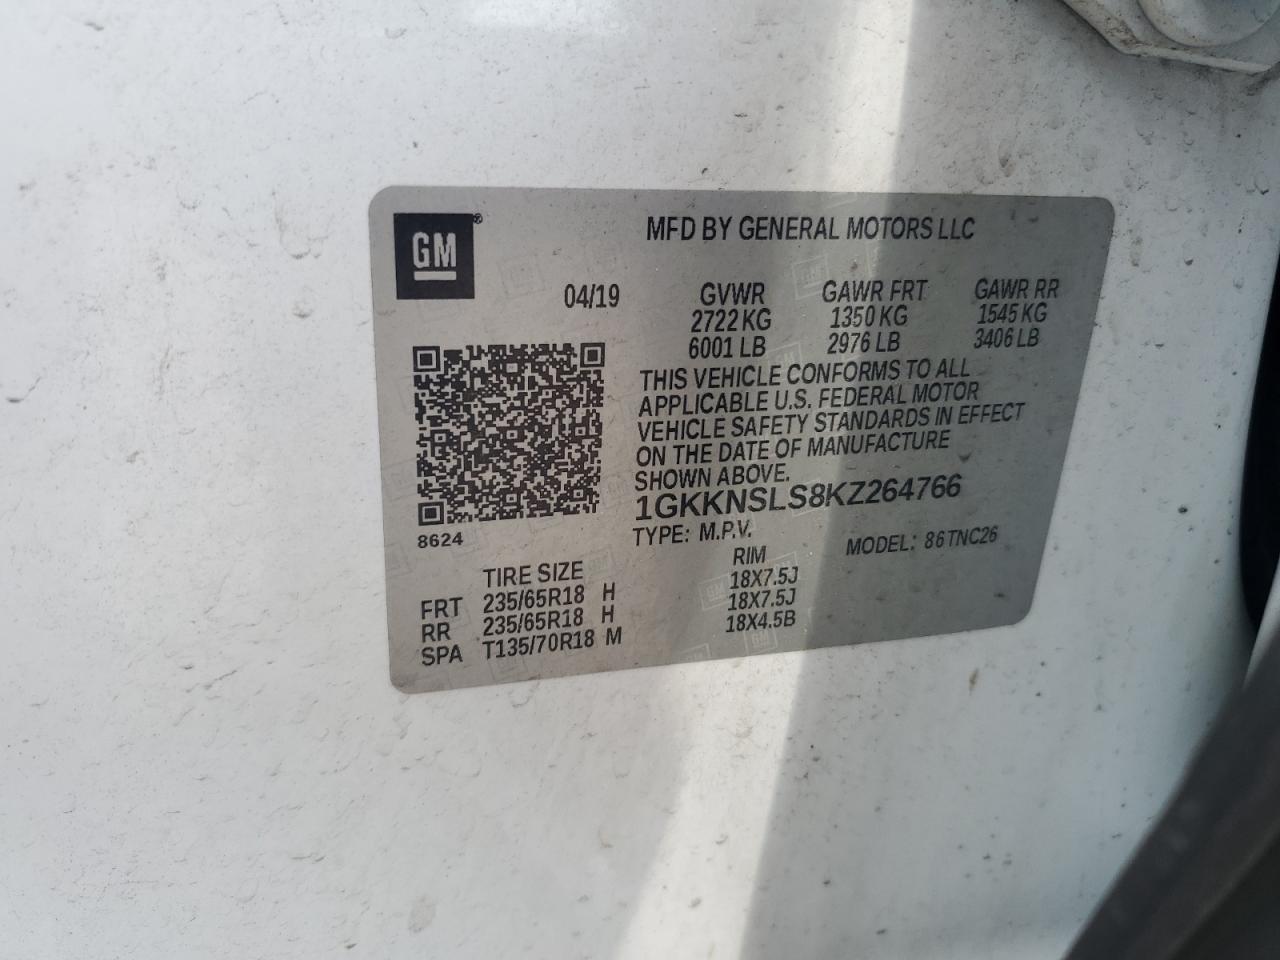 GM®
MFD BY GENERAL MOTORS LLC
04/19
GVWR GAWR FRT GAWR RR
2722 KG 1350 KG 1545 KG
6001 LB 2976 LB 3406 LB
THIS VEHICLE CONFORMS TO ALL
APPLICABLE U.S. FEDERAL MOTOR
VEHICLE SAFETY STANDARDS IN EFFECT
ON THE DATE OF MANUFACTURE
SHOWN ABOVE.
1GKKNSLS8KZ264766
TYPE: M.P.V. MODEL: 86TNC26
8624
TIRE SIZE RIM
FRT 235/65R18 H 18X7.5J
RR 235/65R18 H 18X7.5J
SPA T135/70R18 M 18X4.5B